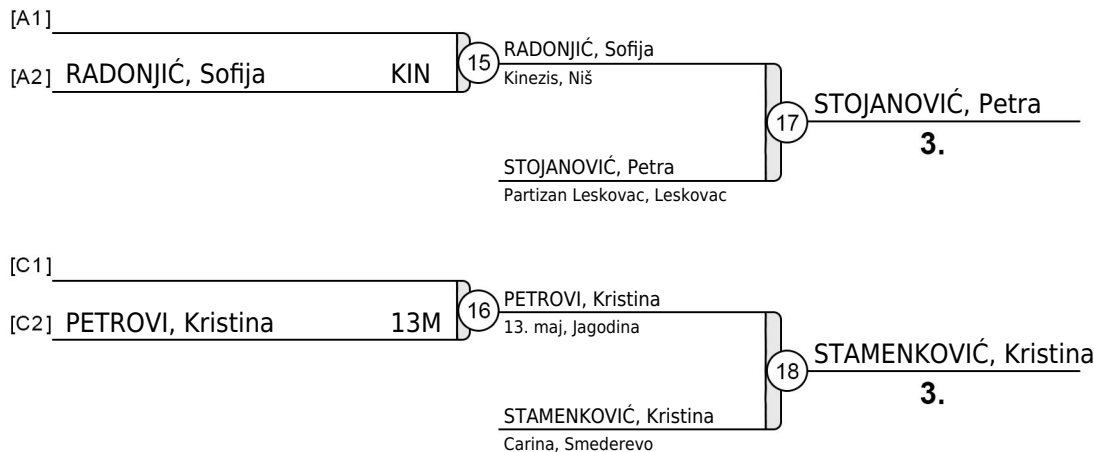 [A1]
[A2] RADONJIĆ, Sofija KIN
15
RADONJIĆ, Sofija
Kinezis, Niš
STOJANOVIĆ, Petra
Partizan Leskovac, Leskovac
17
STOJANOVIĆ, Petra
3.
[C1]
[C2] PETROVI, Kristina 13M
16
PETROVI, Kristina
13. maj, Jagodina
STAMENKOVIĆ, Kristina
Carina, Smederevo
18
STAMENKOVIĆ, Kristina
3.